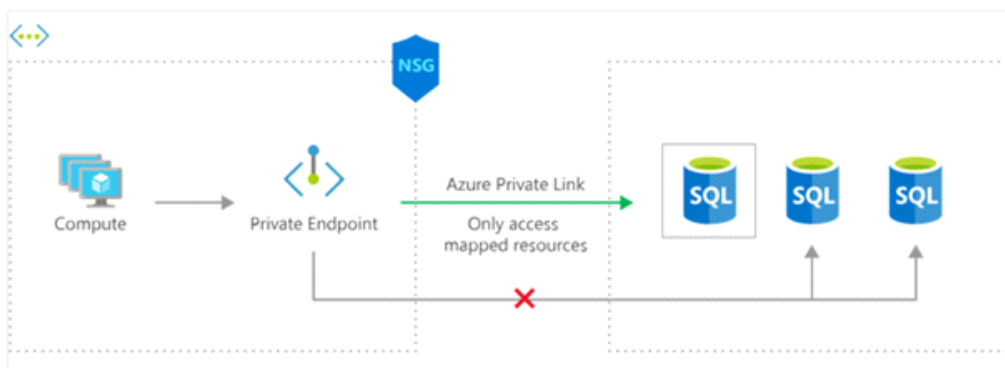 NSG
Compute
Private Endpoint
Azure Private Link
Only access
mapped resources
SQL
SQL
SQL